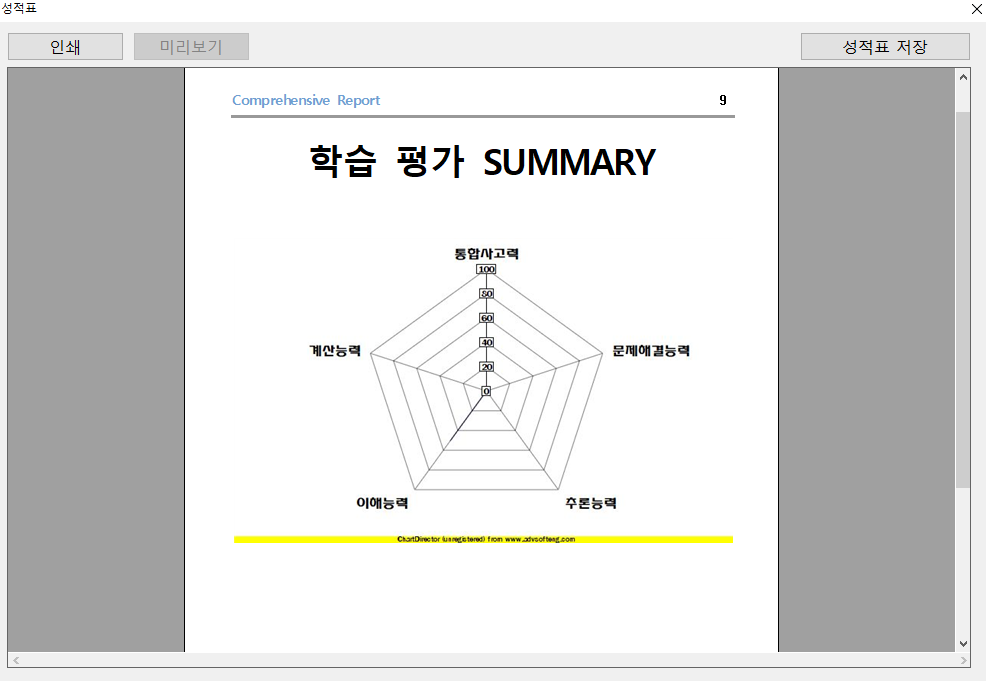 성적표
인쇄
미리보기
성적표 저장
Comprehensive Report
9
학습 평가 SUMMARY
통합사고력
100
80
60
40
20
0
계산능력
문제해결능력
이해능력
추론능력
ChartDirector (unregistered) from www.advsofteng.com